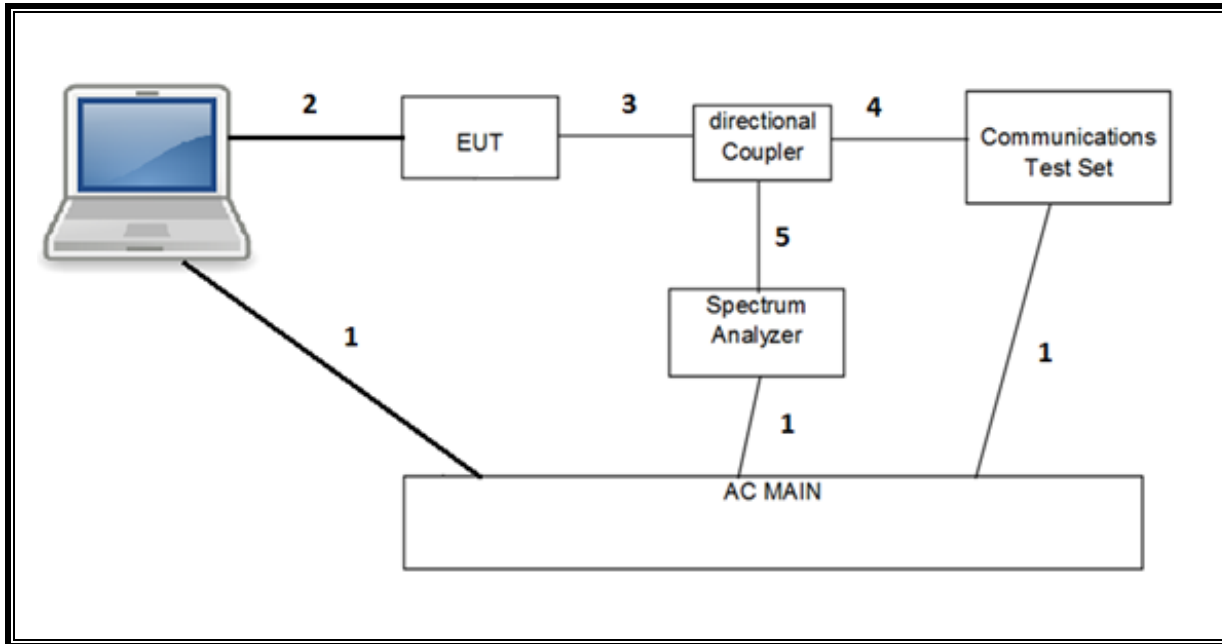 2
EUT
3
directional
Coupler
4
Communications
Test Set
5
Spectrum
Analyzer
1
1
1
AC MAIN